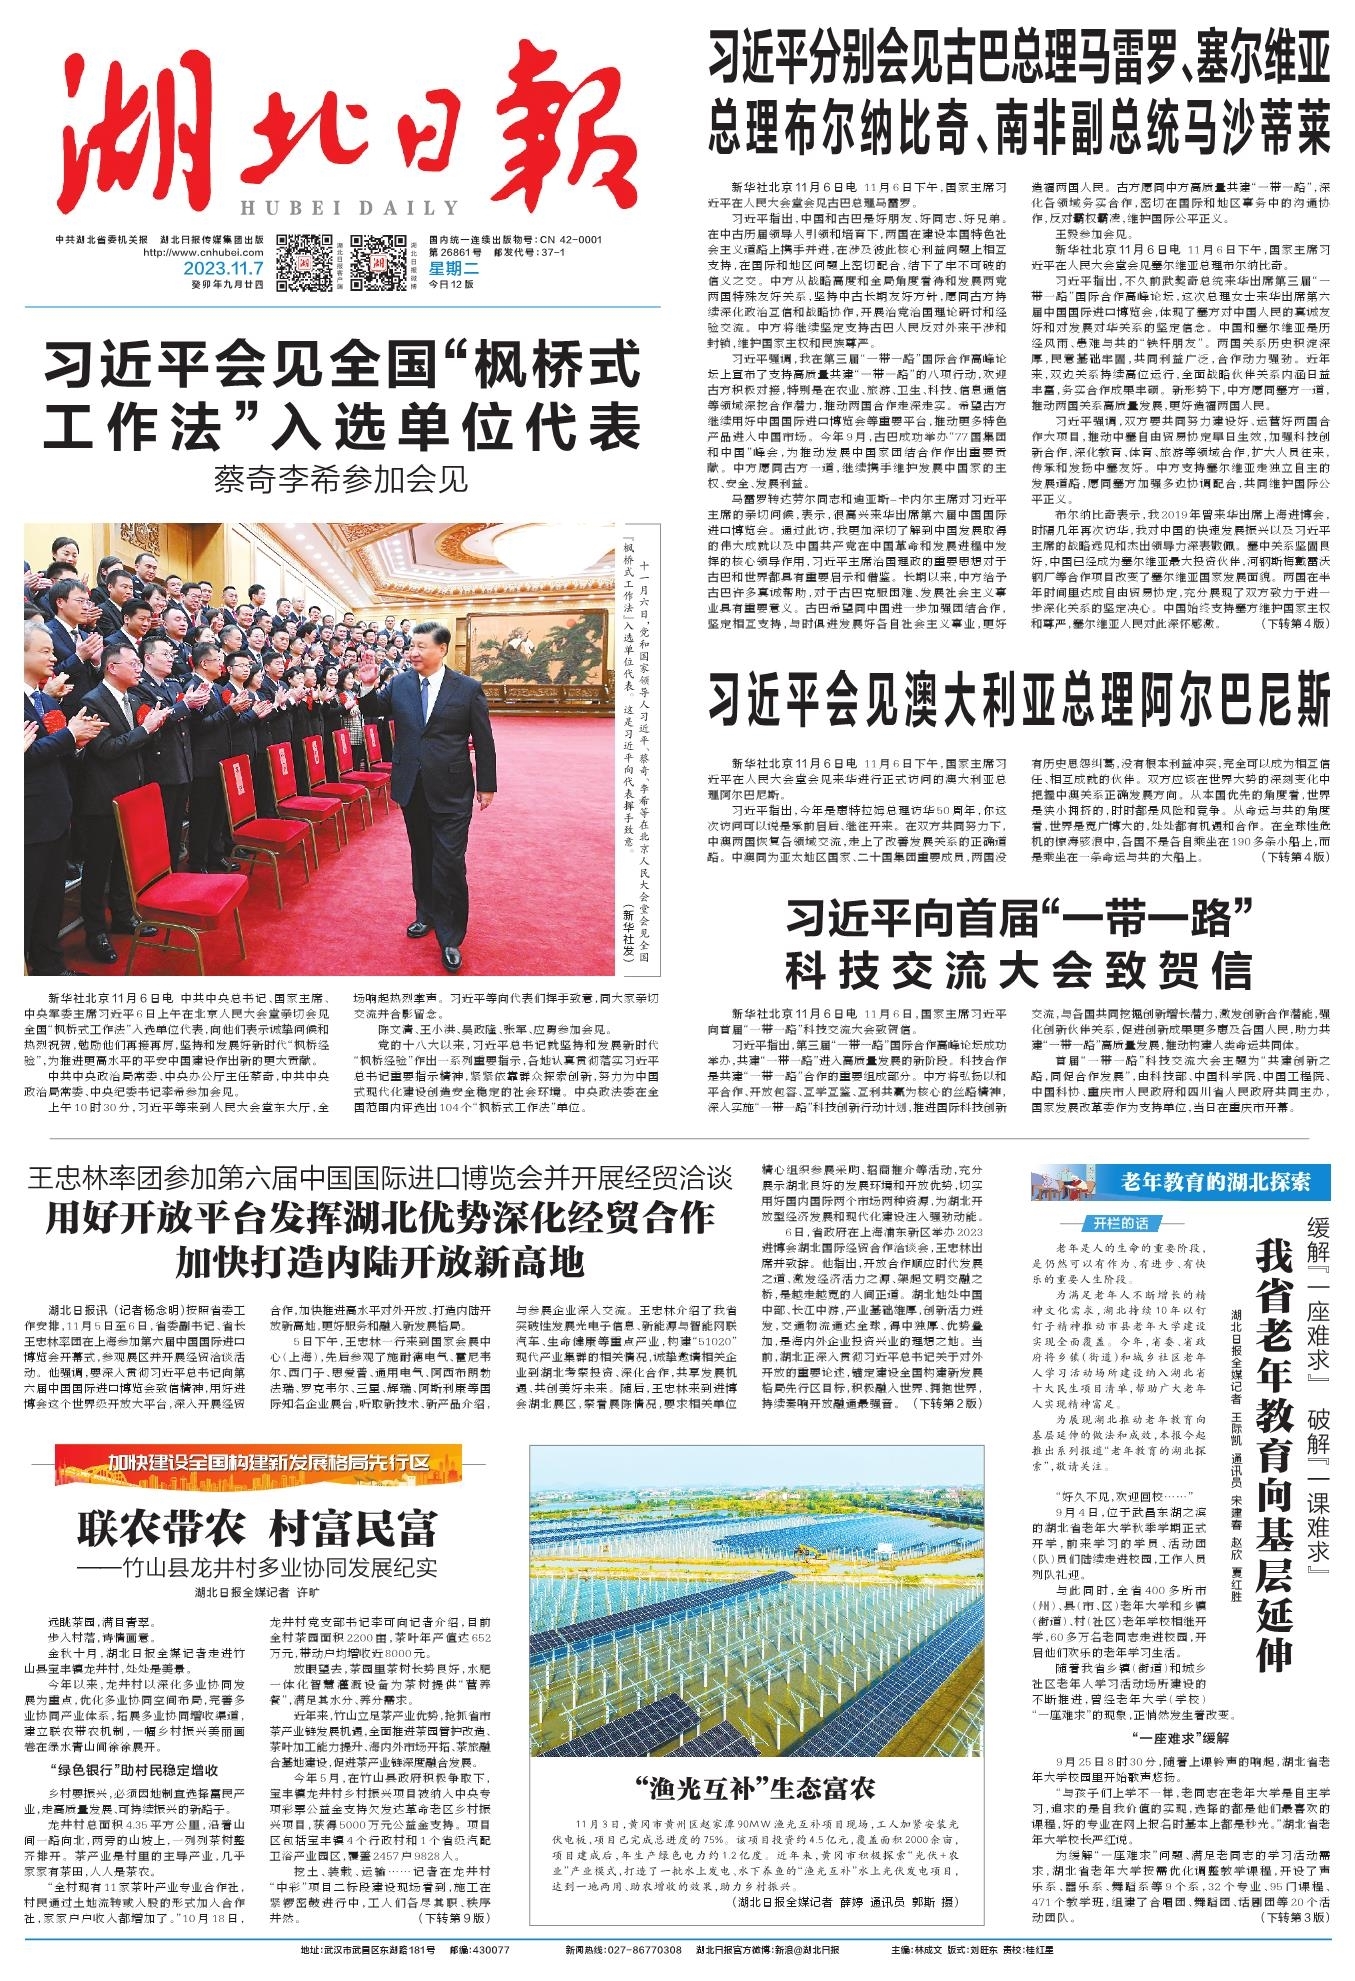 湖北日報
HUBEI DAILY
中共湖北省委机关报 湖北日报传媒集团出版
http://www.cnhubei.com
2023.11.7
癸卯年九月廿四
湖北日报客户端
湖北日报微博
国内统一连续出版物号:CN 42-0001
第26861号 邮发代号:37-1
星期二
今日12版
习近平会见全国“枫桥式
工作法”入选单位代表
蔡奇李希参加会见
十一月六日,党和国家领导人习近平、蔡奇、李希等在北京人民大会堂会见全国
“枫桥式工作法”入选单位代表。这是习近平向代表挥手致意。
(新华社发)
新华社北京11月6日电 中共中央总书记、国家主席、
中央军委主席习近平6日上午在北京人民大会堂亲切会见
全国“枫桥式工作法”入选单位代表,向他们表示诚挚问候和
热烈祝贺,勉励他们再接再厉,坚持和发展好新时代“枫桥经
验”,为推进更高水平的平安中国建设作出新的更大贡献。
中共中央政治局常委、中央办公厅主任蔡奇,中共中央
政治局常委、中央纪委书记李希参加会见。
上午10时30分,习近平等来到人民大会堂东大厅,全
场响起热烈掌声。习近平等向代表们挥手致意,同大家亲切
交流并合影留念。
陈文清、王小洪、吴政隆、张军、应勇参加会见。
党的十八大以来,习近平总书记就坚持和发展新时代
“枫桥经验”作出一系列重要指示,各地认真贯彻落实习近平
总书记重要指示精神,紧紧依靠群众探索创新,努力为中国
式现代化建设创造安全稳定的社会环境。中央政法委在全
国范围内评选出104个“枫桥式工作法”单位。
习近平分别会见古巴总理马雷罗、塞尔维亚
总理布尔纳比奇、南非副总统马沙蒂莱
新华社北京11月6日电 11月6日下午,国家主席习
近平在人民大会堂会见古巴总理马雷罗。
习近平指出,中国和古巴是好朋友、好同志、好兄弟。
在中古历届领导人引领和培育下,两国在建设本国特色社
会主义道路上携手并进,在涉及彼此核心利益问题上相互
支持,在国际和地区问题上密切配合,结下了牢不可破的
信义之交。中方从战略高度和全局角度看待和发展两党
两国特殊友好关系,坚持中古长期友好方针,愿同古方持
续深化政治互信和战略协作,开展治党治国理论研讨和经
验交流。中方将继续坚定支持古巴人民反对外来干涉和
封锁,维护国家主权和民族尊严。
习近平强调,我在第三届“一带一路”国际合作高峰论
坛上宣布了支持高质量共建“一带一路”的八项行动,欢迎
古方积极对接,特别是在农业、旅游、卫生、科技、信息通信
等领域深挖合作潜力,推动两国合作走深走实。希望古方
继续用好中国国际进口博览会等重要平台,推动更多特色
产品进入中国市场。今年9月,古巴成功举办“77国集团
和中国”峰会,为推动发展中国家团结合作作出重要贡
献。中方愿同古方一道,继续携手维护发展中国家的主
权、安全、发展利益。
马雷罗转达劳尔同志和迪亚斯-卡内尔主席对习近平
主席的亲切问候,表示,很高兴来华出席第六届中国国际
进口博览会。通过此访,我更加深切了解到中国发展取得
的伟大成就以及中国共产党在中国革命和发展进程中发
挥的核心领导作用,习近平主席治国理政的重要思想对于
古巴和世界都具有重要启示和借鉴。长期以来,中方给予
古巴许多真诚帮助,对于古巴克服困难、发展社会主义事
业具有重要意义。古巴希望同中国进一步加强团结合作,
坚定相互支持,与时俱进发展好各自社会主义事业,更好
造福两国人民。古方愿同中方高质量共建“一带一路”,深
化各领域务实合作,密切在国际和地区事务中的沟通协
作,反对霸权霸凌,维护国际公平正义。
王毅参加会见。
新华社北京11月6日电 11月6日下午,国家主席习
近平在人民大会堂会见塞尔维亚总理布尔纳比奇。
习近平指出,不久前武契奇总统来华出席第三届“一
带一路”国际合作高峰论坛,这次总理女士来华出席第六
届中国国际进口博览会,体现了塞方对中国人民的真诚友
好和对发展对华关系的坚定信念。中国和塞尔维亚是历
经风雨、患难与共的“铁杆朋友”。两国关系历史积淀深
厚,民意基础牢固,共同利益广泛,合作动力强劲。近年
来,双边关系持续高位运行,全面战略伙伴关系内涵日益
丰富,务实合作成果丰硕。新形势下,中方愿同塞方一道,
推动两国关系高质量发展,更好造福两国人民。
习近平强调,双方要共同努力建设好、运营好两国合
作大项目,推动中塞自由贸易协定早日生效,加强科技创
新合作,深化教育、体育、旅游等领域合作,扩大人员往来,
传承和发扬中塞友好。中方支持塞尔维亚走独立自主的
发展道路,愿同塞方加强多边协调配合,共同维护国际公
平正义。
布尔纳比奇表示,我2019年曾来华出席上海进博会,
时隔几年再次访华,我对中国的快速发展振兴以及习近平
主席的战略远见和杰出领导力深表敬佩。塞中关系坚固良
好,中国已经成为塞尔维亚最大投资伙伴,河钢斯梅戴雷沃
钢厂等合作项目改变了塞尔维亚国家发展面貌。两国在半
年时间里达成自由贸易协定,充分展现了双方致力于进一
步深化关系的坚定决心。中国始终支持塞方维护国家主权
和尊严,塞尔维亚人民对此深怀感激。 (下转第4版)
习近平会见澳大利亚总理阿尔巴尼斯
新华社北京11月6日电 11月6日下午,国家主席习
近平在人民大会堂会见来华进行正式访问的澳大利亚总
理阿尔巴尼斯。
习近平指出,今年是惠特拉姆总理访华50周年,你这
次访问可以说是承前启后、继往开来。在双方共同努力下,
中澳两国恢复各领域交流,走上了改善发展关系的正确道
路。中澳同为亚太地区国家、二十国集团重要成员,两国没
有历史恩怨纠葛,没有根本利益冲突,完全可以成为相互信
任、相互成就的伙伴。双方应该在世界大势的深刻变化中
把握中澳关系正确发展方向。从本国优先的角度看,世界
是狭小拥挤的,时时都是风险和竞争。从命运与共的角度
看,世界是宽广博大的,处处都有机遇和合作。在全球性危
机的惊涛骇浪中,各国不是各自乘坐在190多条小船上,而
是乘坐在一条命运与共的大船上。 (下转第4版)
习近平向首届“一带一路”
科技交流大会致贺信
新华社北京11月6日电 11月6日,国家主席习近平
向首届“一带一路”科技交流大会致贺信。
习近平指出,第三届“一带一路”国际合作高峰论坛成功
举办,共建“一带一路”进入高质量发展的新阶段。科技合作
是共建“一带一路”合作的重要组成部分。中方将弘扬以和
平合作、开放包容、互学互鉴、互利共赢为核心的丝路精神,
深入实施“一带一路”科技创新行动计划,推进国际科技创新
交流,与各国共同挖掘创新增长潜力,激发创新合作潜能,强
化创新伙伴关系,促进创新成果更多惠及各国人民,助力共
建“一带一路”高质量发展,推动构建人类命运共同体。
首届“一带一路”科技交流大会主题为“共建创新之
路,同促合作发展”,由科技部、中国科学院、中国工程院、
中国科协、重庆市人民政府和四川省人民政府共同主办,
国家发展改革委作为支持单位,当日在重庆市开幕。
王忠林率团参加第六届中国国际进口博览会并开展经贸洽谈
用好开放平台发挥湖北优势深化经贸合作
加快打造内陆开放新高地
湖北日报讯(记者杨念明)按照省委工
作安排,11月5日至6日,省委副书记、省长
王忠林率团在上海参加第六届中国国际进口
博览会开幕式,参观展区并开展经贸洽谈活
动。他强调,要深入贯彻习近平总书记向第
六届中国国际进口博览会致信精神,用好进
博会这个世界级开放大平台,深入开展经贸
合作,加快推进高水平对外开放、打造内陆开
放新高地,更好服务和融入新发展格局。
5日下午,王忠林一行来到国家会展中
心(上海),先后参观了施耐德电气、霍尼韦
尔、西门子、思爱普、通用电气、阿西布朗勃
法瑞、罗克韦尔、三星、辉瑞、阿斯利康等国
际知名企业展台,听取新技术、新产品介绍,
与参展企业深入交流。王忠林介绍了我省
突破性发展光电子信息、新能源与智能网联
汽车、生命健康等重点产业,构建“51020”
现代产业集群的相关情况,诚挚邀请相关企
业到湖北考察投资、深化合作,共享发展机
遇、共创美好未来。随后,王忠林来到进博
会湖北展区,察看展陈情况,要求相关单位
精心组织参展采购、招商推介等活动,充分
展示湖北良好的发展环境和开放优势,切实
用好国内国际两个市场两种资源,为湖北开
放型经济发展和现代化建设注入强劲动能。
6日,省政府在上海浦东新区举办2023
进博会湖北国际经贸合作洽谈会,王忠林出
席并致辞。他指出,开放合作顺应时代发展
之道、激发经济活力之源、架起文明交融之
桥,是越走越宽的人间正道。湖北地处中国
中部、长江中游,产业基础雄厚,创新活力迸
发,交通物流通达全球,得中独厚、优势叠
加,是海内外企业投资兴业的理想之地。当
前,湖北正深入贯彻习近平总书记关于对外
开放的重要论述,锚定建设全国构建新发展
格局先行区目标,积极融入世界、拥抱世界,
持续奏响开放融通最强音。(下转第2版)
加快建设全国构建新发展格局先行区
联农带农 村富民富
——竹山县龙井村多业协同发展纪实
湖北日报全媒记者 许旷
远眺茶园,满目青翠。
步入村落,诗情画意。
金秋十月,湖北日报全媒记者走进竹
山县宝丰镇龙井村,处处是美景。
今年以来,龙井村以深化多业协同发
展为重点,优化多业协同空间布局,完善多
业协同产业体系,拓展多业协同增收渠道,
建立联农带农机制,一幅乡村振兴美丽画
卷在绿水青山间徐徐展开。
“绿色银行”助村民稳定增收
乡村要振兴,必须因地制宜选择富民产
业,走高质量发展、可持续振兴的新路子。
龙井村总面积4.35平方公里,沿着山
间一路向北,两旁的山坡上,一列列茶树整
齐排开。茶产业是村里的主导产业,几乎
家家有茶田,人人是茶农。
“全村现有11家茶叶产业专业合作社,
村民通过土地流转或入股的形式加入合作
社,家家户户收入都增加了。”10月18日,
龙井村党支部书记李可向记者介绍,目前
全村茶园面积2200亩,茶叶年产值达652
万元,带动户均增收近8000元。
放眼望去,茶园里茶树长势良好,水肥
一体化智慧灌溉设备为茶树提供“营养
餐”,满足其水分、养分需求。
近年来,竹山立足茶产业优势,抢抓省市
茶产业链发展机遇,全面推进茶园管护改造、
茶叶加工能力提升、海内外市场开拓、茶旅融
合基地建设,促进茶产业链深度融合发展。
今年5月,在竹山县政府积极争取下,
宝丰镇龙井村乡村振兴项目被纳入中央专
项彩票公益金支持欠发达革命老区乡村振
兴项目,获得5000万元公益金支持。项目
区包括宝丰镇4个行政村和1个省级汽配
卫浴产业园区,覆盖2457户9828人。
挖土、装载、运输……记者在龙井村
“中彩”项目二标段建设现场看到,施工在
紧锣密鼓进行中,工人们各尽其职、秩序
井然。 (下转第9版)
“渔光互补”生态富农
11月3日,黄冈市黄州区赵家潭90MW渔光互补项目现场,工人加紧安装光
伏电板,项目已完成总进度的75%。该项目投资约4.5亿元,覆盖面积2000余亩,
项目建成后,年生产绿色电力约1.2亿度。近年来,黄冈市积极探索“光伏+农
业”产业模式,打造了一批水上发电、水下养鱼的“渔光互补”水上光伏发电项目,
达到一地两用、助农增收的效果,助力乡村振兴。
(湖北日报全媒记者 薛婷 通讯员 郭斯 摄)
老年教育的湖北探索
开栏的话
老年是人的生命的重要阶段,
是仍然可以有作为、有进步、有快
乐的重要人生阶段。
为满足老年人不断增长的精
神文化需求,湖北持续10年以钉
钉子精神推动市县老年大学建设
实现全面覆盖。今年,省委、省政
府将乡镇(街道)和城乡社区老年
人学习活动场所建设纳入湖北省
十大民生项目清单,帮助广大老年
人实现精神富足。
为展现湖北推动老年教育向
基层延伸的做法和成效,本报今起
推出系列报道“老年教育的湖北探
索”,敬请关注。
缓解“一座难求” 破解“一课难求”
我省老年教育向基层延伸
湖北日报全媒记者 王际凯 通讯员 宋建春 赵欣 夏红胜
“好久不见,欢迎回校……”
9月4日,位于武昌东湖之滨
的湖北省老年大学秋季学期正式
开学,前来学习的学员、活动团
(队)员们陆续走进校园,工作人员
列队礼迎。
与此同时,全省400多所市
(州)、县(市、区)老年大学和乡镇
(街道)、村(社区)老年学校相继开
学,60多万名老同志走进校园,开
启他们欢乐的老年学习生活。
随着我省乡镇(街道)和城乡
社区老年人学习活动场所建设的
不断推进,曾经老年大学(学校)
“一座难求”的现象,正悄然发生着改变。
“一座难求”缓解
9月25日8时30分,随着上课铃声的响起,湖北省老
年大学校园里开始歌声悠扬。
“与孩子们上学不一样,老同志在老年大学是自主学
习,追求的是自我价值的实现,选择的都是他们最喜欢的
课程,好的专业在网上报名时基本上都是秒光。”湖北省老
年大学校长严红说。
为缓解“一座难求”问题、满足老同志的学习活动需
求,湖北省老年大学按需优化调整教学课程,开设了声
乐系、器乐系、舞蹈系等9个系,32个专业、95门课程、
471个教学班,组建了合唱团、舞蹈团、话剧团等20个活
动团队。 (下转第3版)
地址:武汉市武昌区东湖路181号 邮编:430077 新闻热线:027-86770308 湖北日报官方微博:新浪@湖北日报 主编:林成文 版式:刘旺东 责校:桂红星